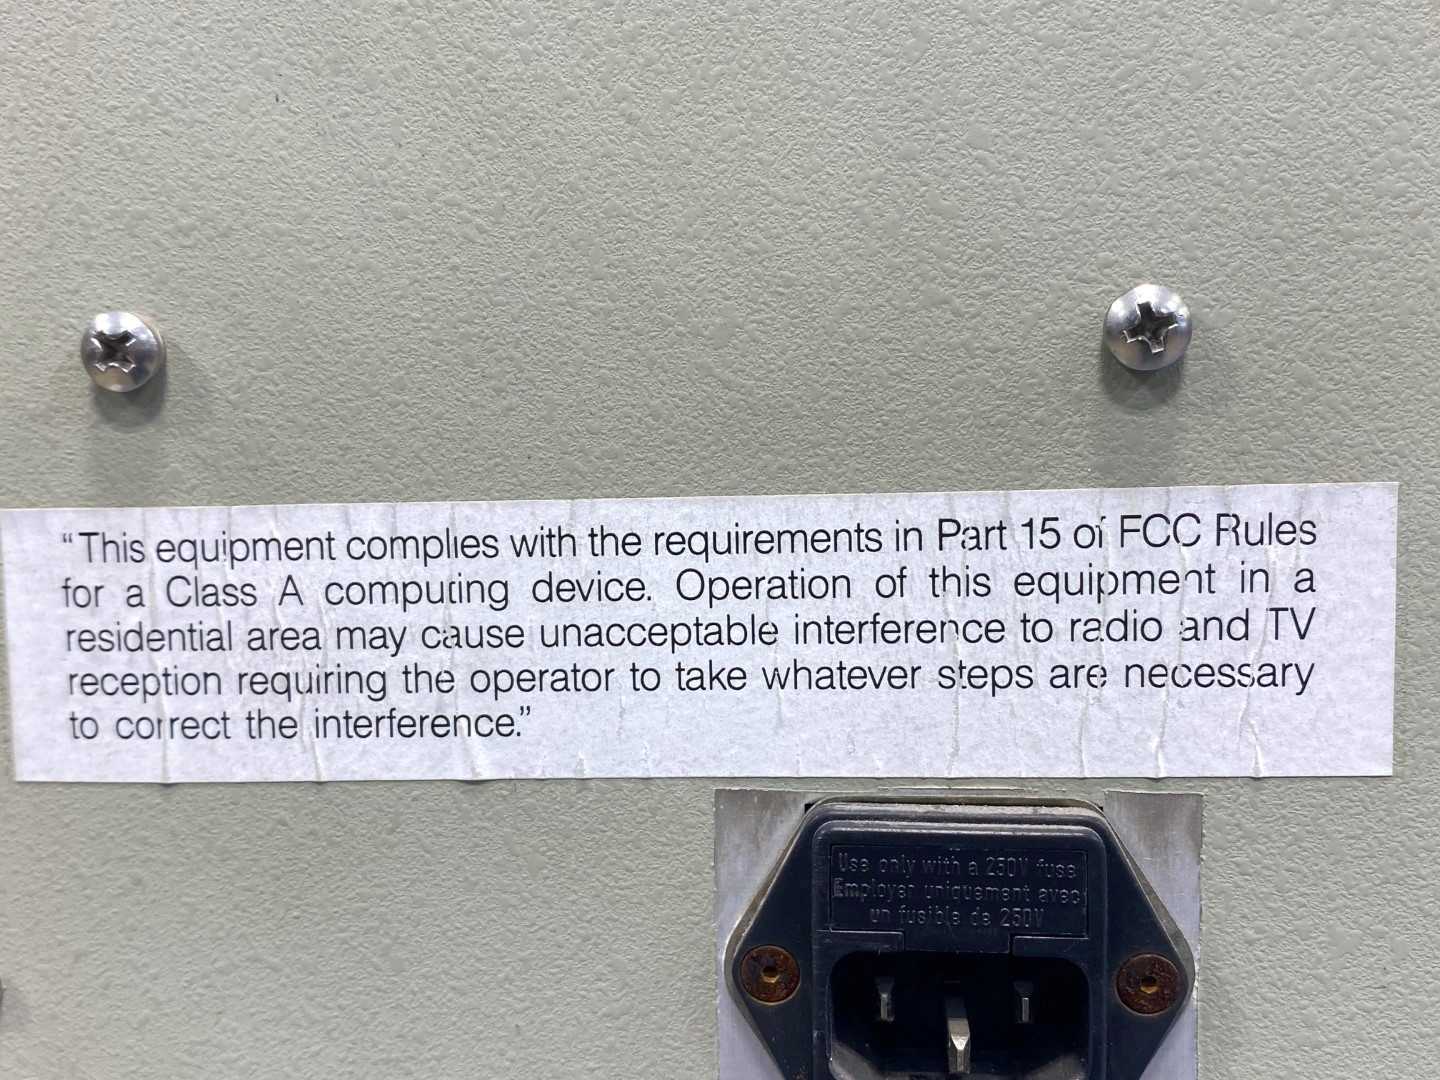 “This equipment complies with the requirements in Part 15 of FCC Rules
for a Class A computing device. Operation of this equipment in a
residential area may cause unacceptable interference to radio and TV
reception requiring the operator to take whatever steps are necessary
to correct the interference.”
Use only with a 250V fuse
Employer uniquement avec
un fusible de 250V